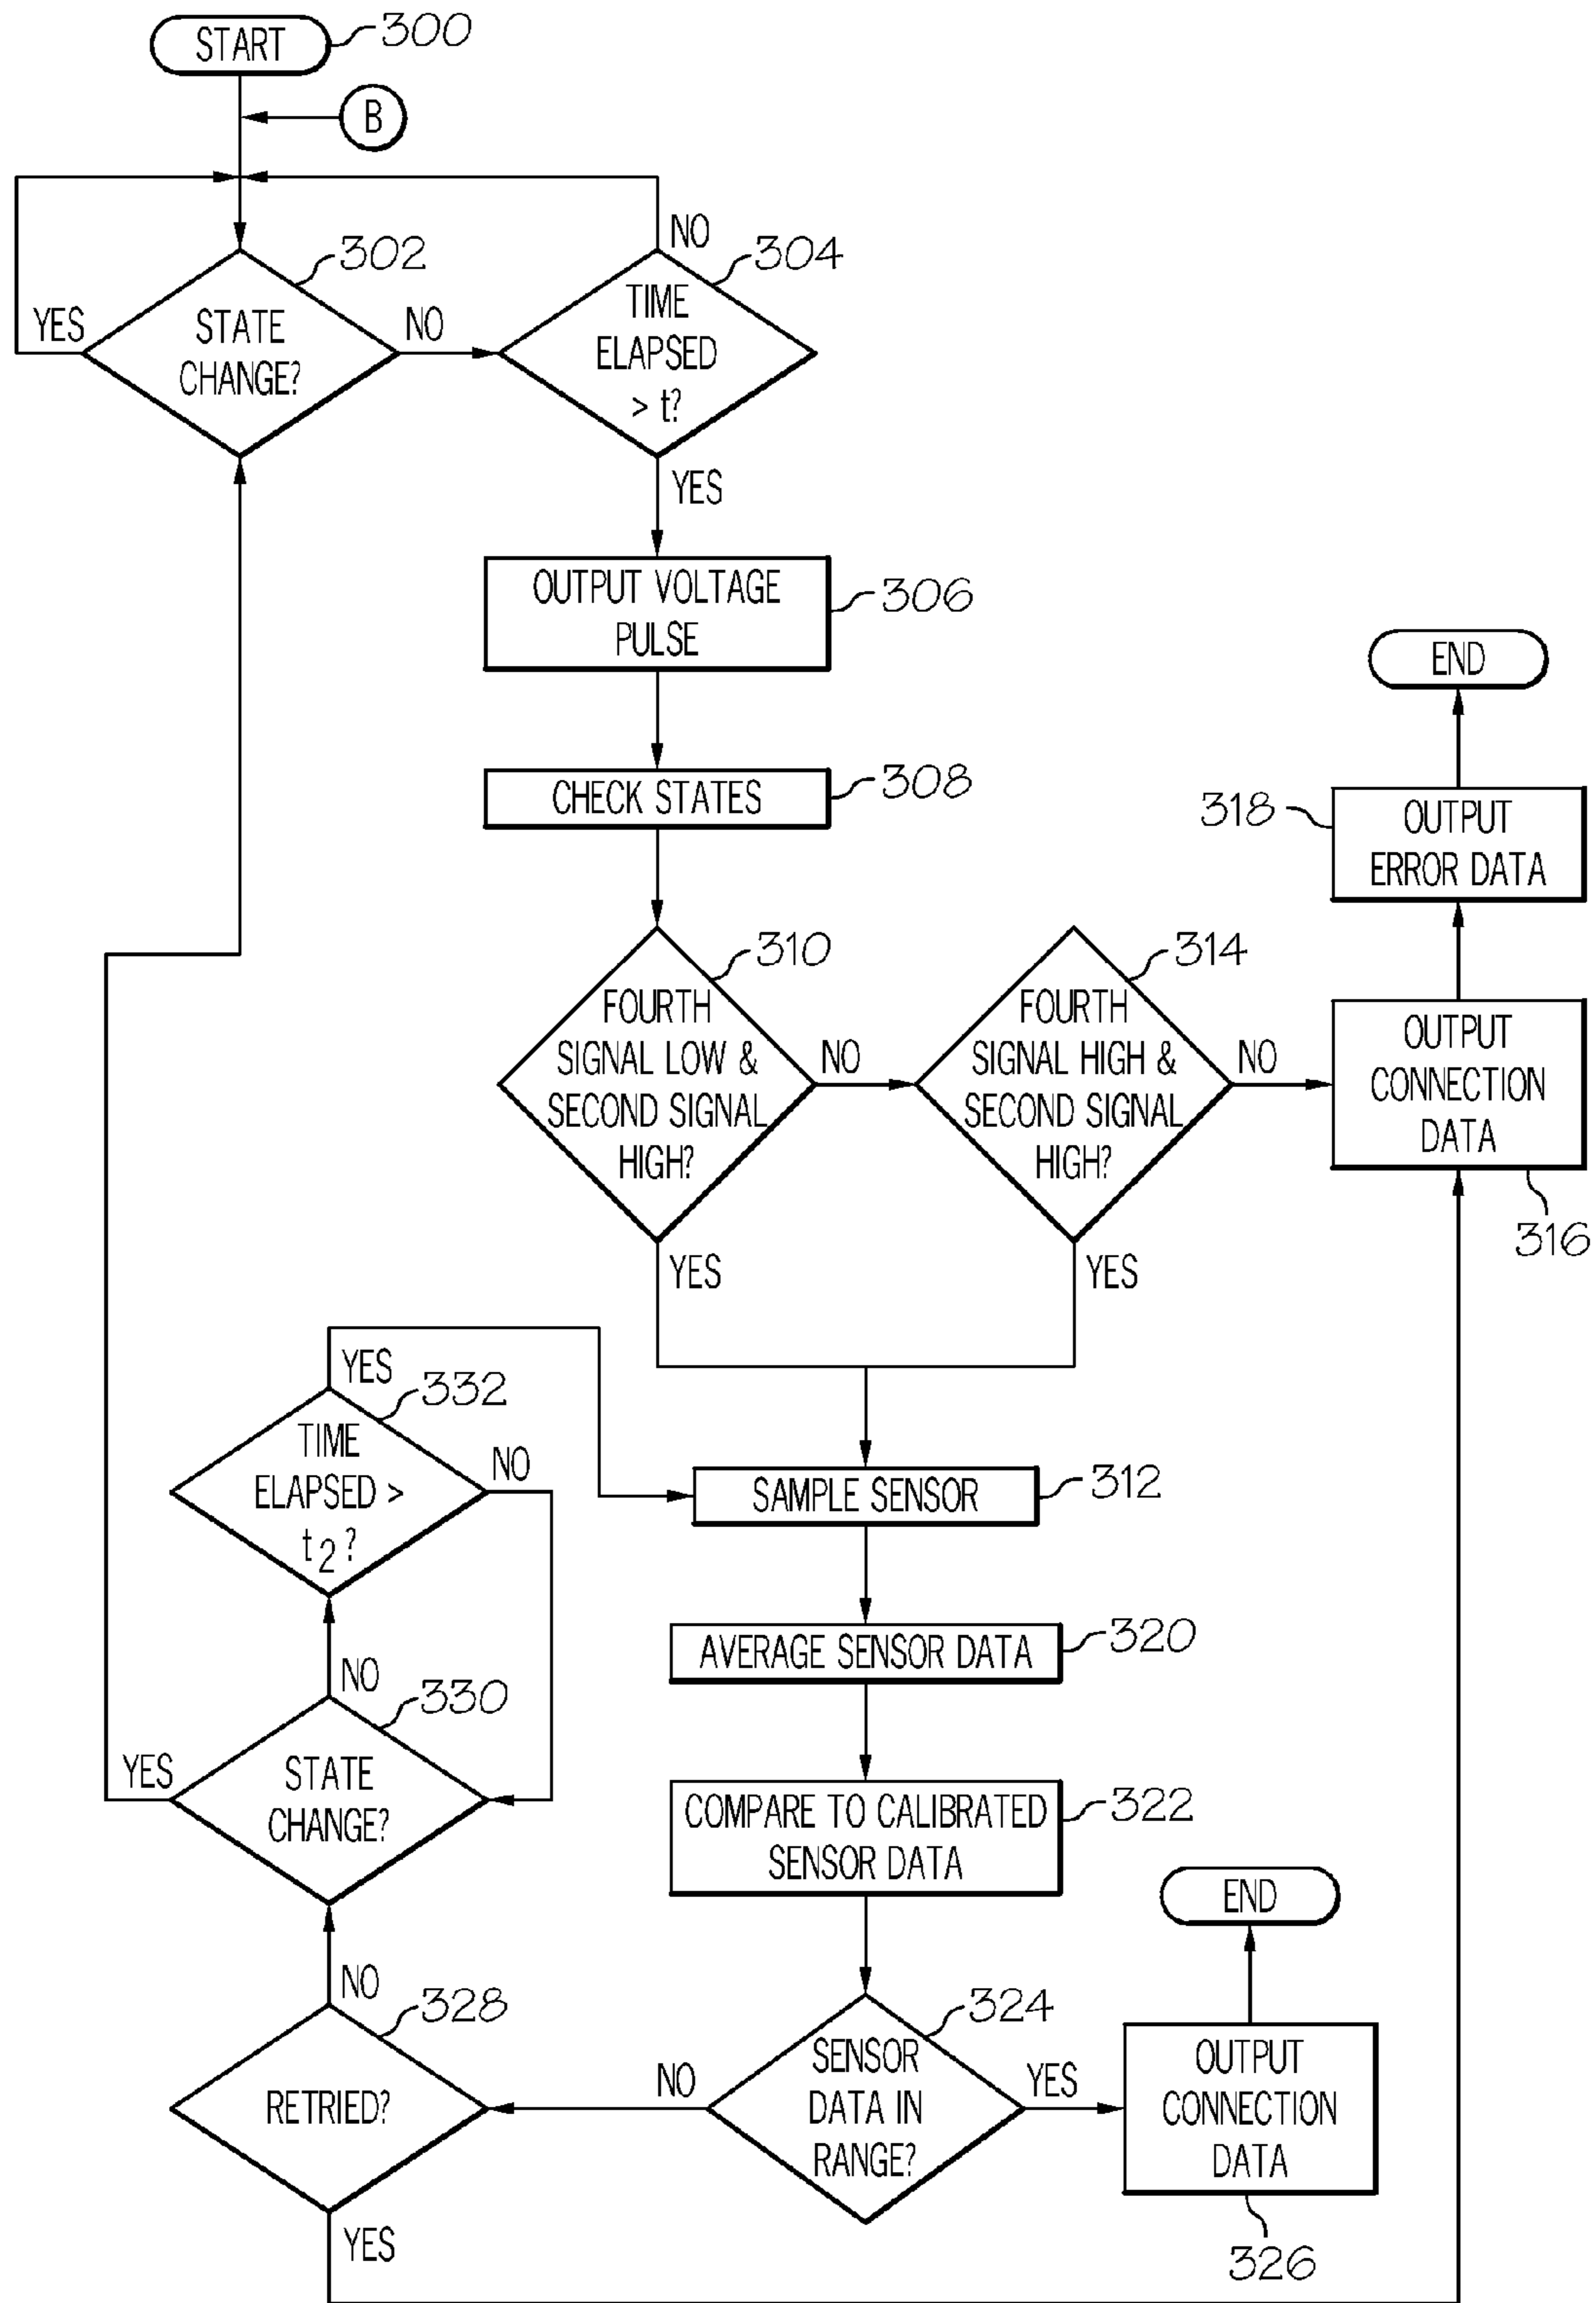 START
300
B
302
STATE
CHANGE?
YES
NO
304
TIME
ELAPSED
> t?
NO
YES
OUTPUT VOLTAGE
PULSE
306
CHECK STATES
308
END
318
OUTPUT
ERROR DATA
310
FOURTH
SIGNAL LOW &
SECOND SIGNAL
HIGH?
NO
YES
314
FOURTH
SIGNAL HIGH &
SECOND SIGNAL
HIGH?
NO
YES
OUTPUT
CONNECTION
DATA
316
YES
332
TIME
ELAPSED >
t2?
NO
SAMPLE SENSOR
312
AVERAGE SENSOR DATA
320
NO
330
STATE
CHANGE?
YES
COMPARE TO CALIBRATED
SENSOR DATA
322
END
NO
328
RETRIED?
YES
NO
324
SENSOR
DATA IN
RANGE?
YES
OUTPUT
CONNECTION
DATA
326